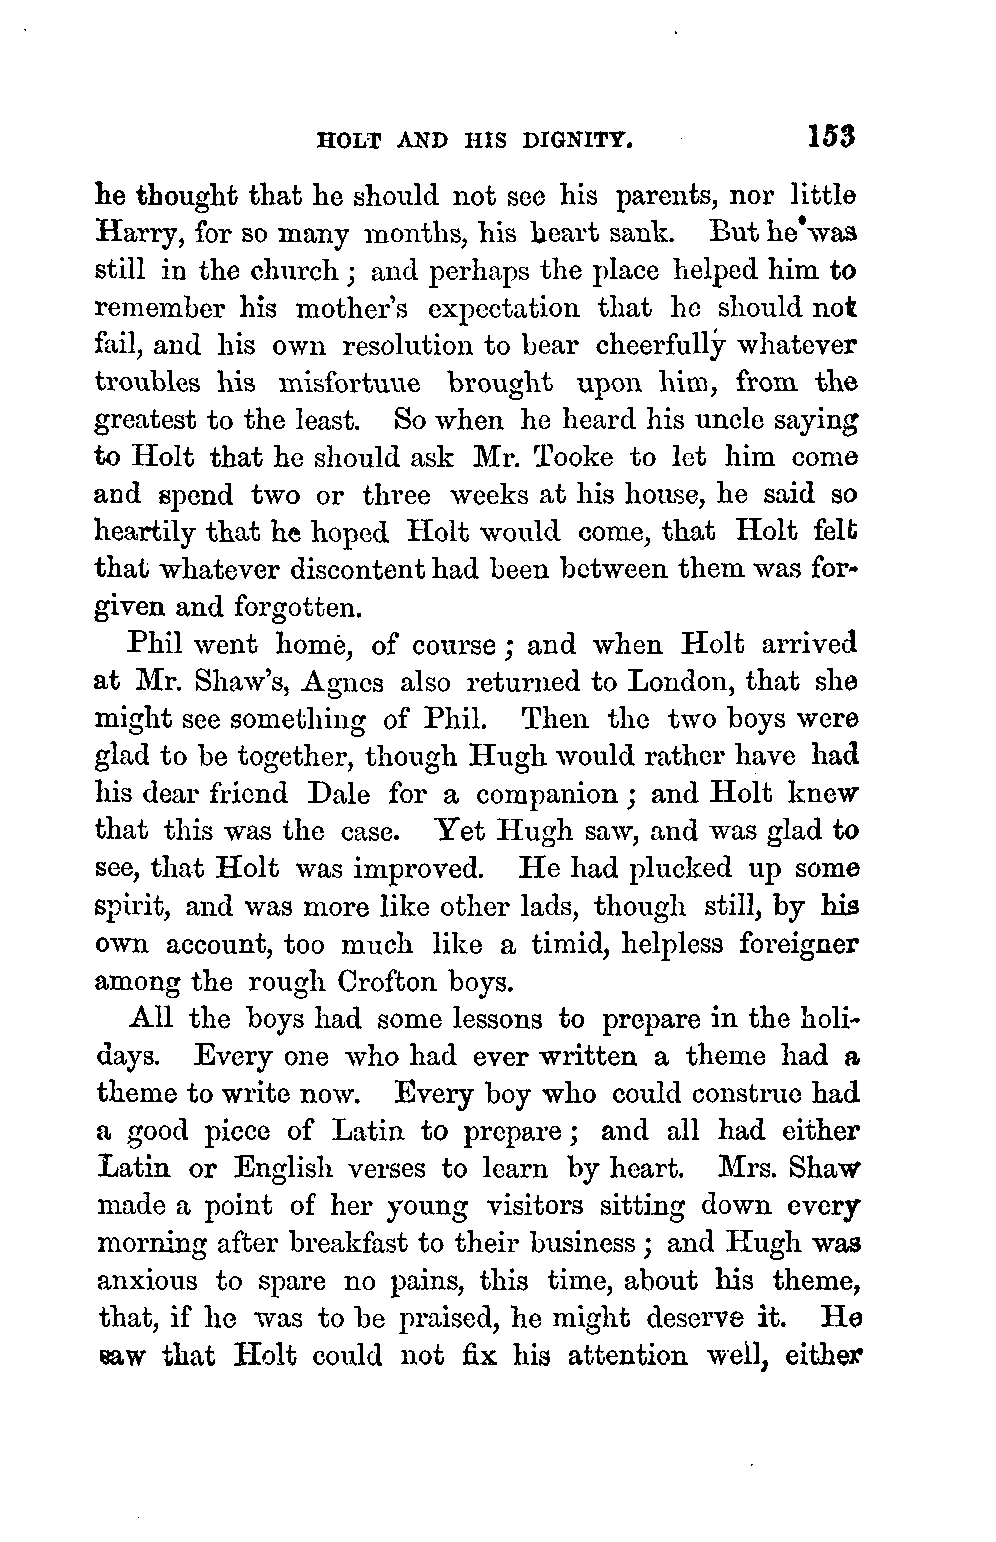 HOLT AND HIS DIGNITY. 153
he thought that he should not see his parents, nor little
Harry, for so many months, his heart sank. But he was
still in the church; and perhaps the place helped him to
remember his mother's expectation that he should not
fail, and his own resolution to bear cheerfully whatever
troubles his misfortune brought upon him, from the
greatest to the least. So when he heard his uncle saying
to Holt that he should ask Mr. Tooke to let him come
and spend two or three weeks at his house, he said so
heartily that he hoped Holt would come, that Holt felt
that whatever discontent had been between them was for-
given and forgotten.
Phil went home, of course; and when Holt arrived
at Mr. Shaw's, Agnes also returned to London, that she
might see something of Phil. Then the two boys were
glad to be together, though Hugh would rather have had
his dear friend Dale for a companion; and Holt knew
that this was the case. Yet Hugh saw, and was glad to
see, that Holt was improved. He had plucked up some
spirit, and was more like other lads, though still, by his
own account, too much like a timid, helpless foreigner
among the rough Crofton boys.
All the boys had some lessons to prepare in the holi-
days. Every one who had ever written a theme had a
theme to write now. Every boy who could construe had
a good piece of Latin to prepare; and all had either
Latin or English verses to learn by heart. Mrs. Shaw
made a point of her young visitors sitting down every
morning after breakfast to their business; and Hugh was
anxious to spare no pains, this time, about his theme,
that, if he was to be praised, he might deserve it. He
saw that Holt could not fix his attention well, either